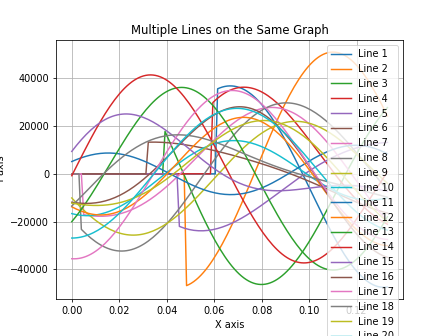 Multiple Lines on the Same Graph
40000
20000
0
−20000
−40000
0.00
0.02
0.04
0.06
0.08
0.10
X axis
axis
Line 1
Line 2
Line 3
Line 4
Line 5
Line 6
Line 7
Line 8
Line 9
Line 10
Line 11
Line 12
Line 13
Line 14
Line 15
Line 16
Line 17
Line 18
Line 19
Line 20